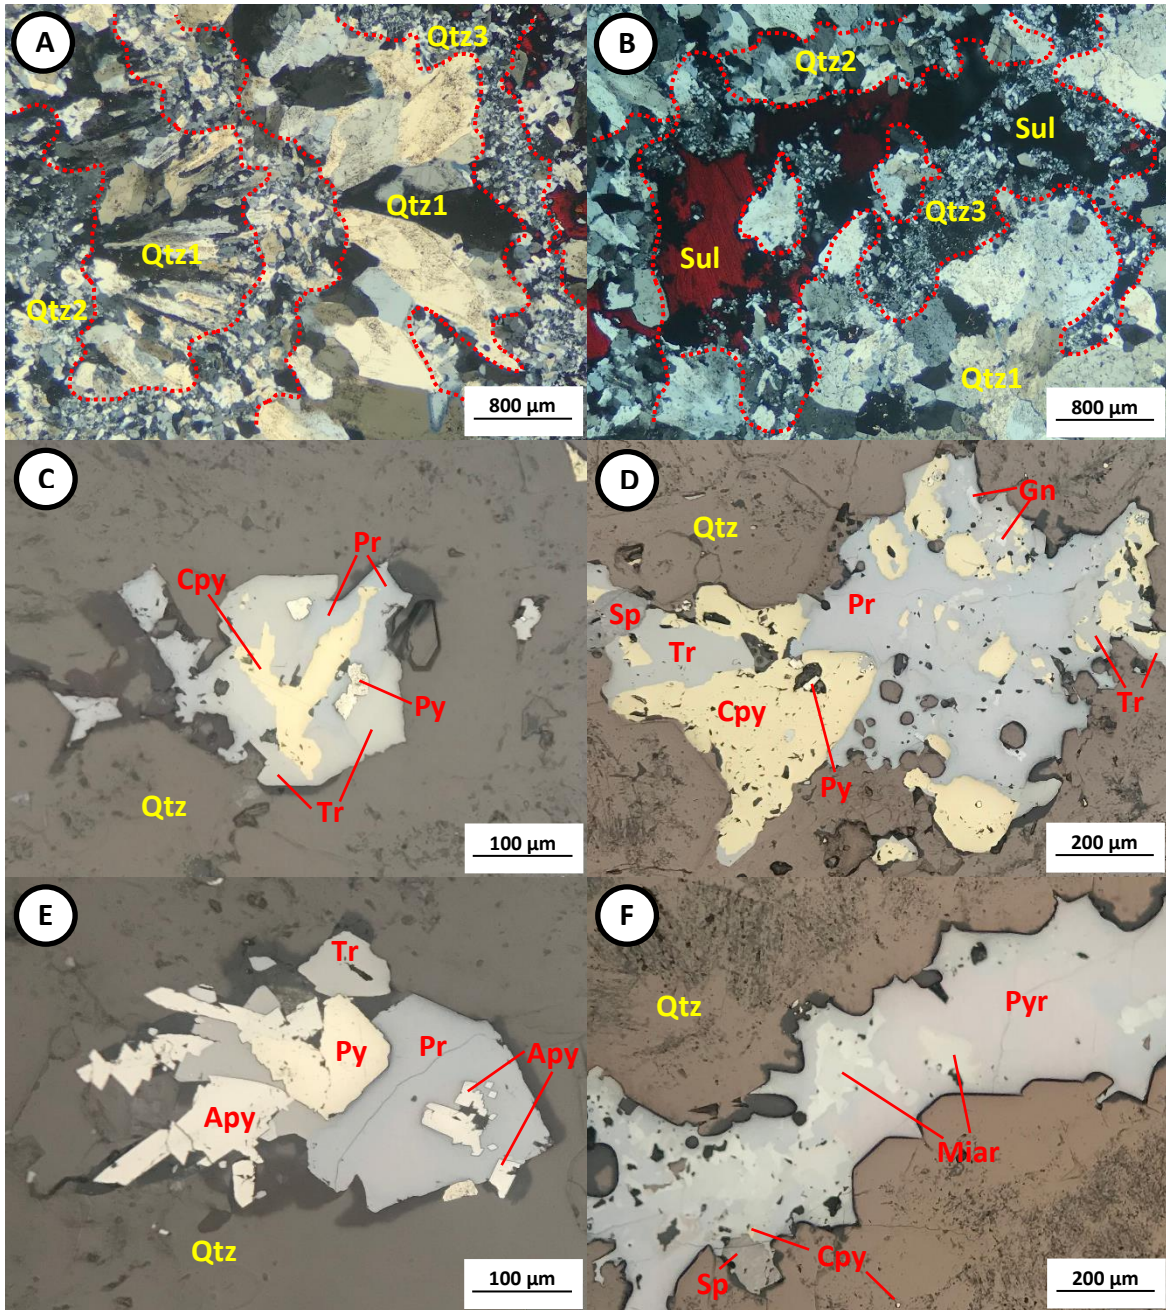 A
Qtz3
Qtz1
Qtz1
Qtz2
800 µm
B
Qtz2
Sul
Qtz3
Sul
Qtz1
800 µm
C
Pr
Cpy
Py
Tr
Qtz
100 µm
D
Gn
Qtz
Sp
Pr
Tr
Cpy
Tr
Py
200 µm
E
Tr
Py
Pr
Apy
Apy
Qtz
100 µm
F
Qtz
Pyr
Miar
Cpy
Sp
200 µm